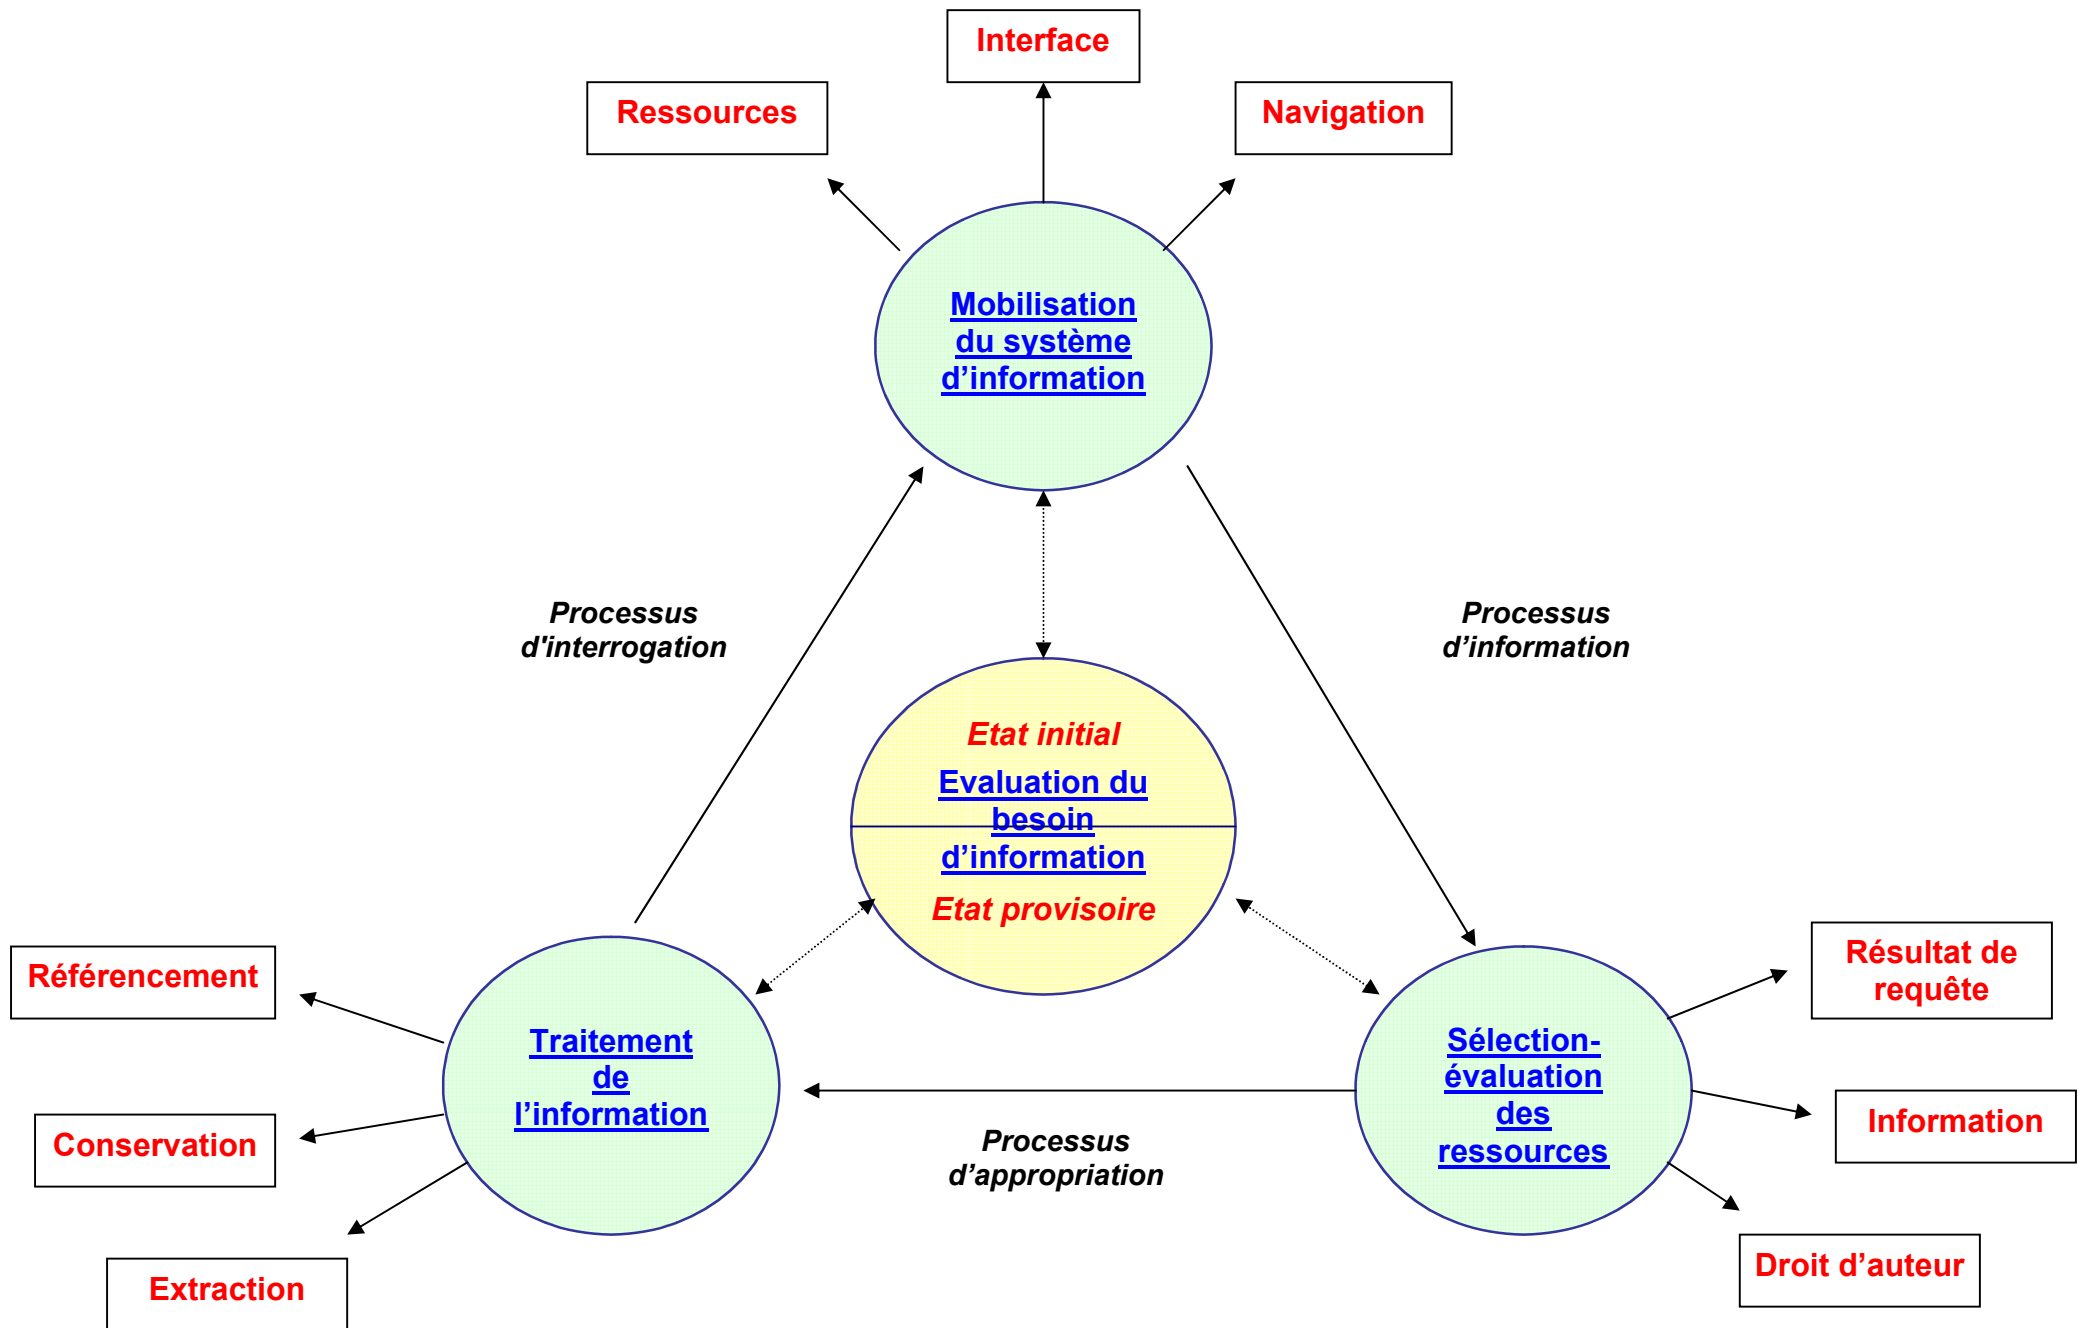 Interface
Ressources
Navigation
Mobilisation
du système
d’information
Processus
d'interrogation
Processus
d’information
Etat initial
Evaluation du
besoin
d’information
Etat provisoire
Référencement
Conservation
Extraction
Traitement
de
l’information
Processus
d’appropriation
Sélection-
évaluation
des
ressources
Résultat de
requête
Information
Droit d’auteur